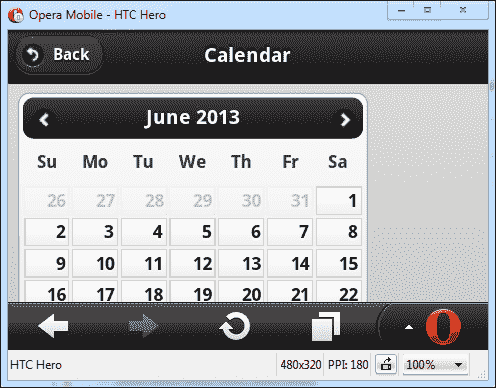 Opera Mobile - HTC Hero
Back
Calendar
June 2013
Su Mo Tu We Th Fr Sa
26 27 28 29 30 31 1
2 3 4 5 6 7 8
9 10 11 12 13 14 15
16 17 18 19 20 21 22
HTC Hero 480x320 PPI: 180 100%